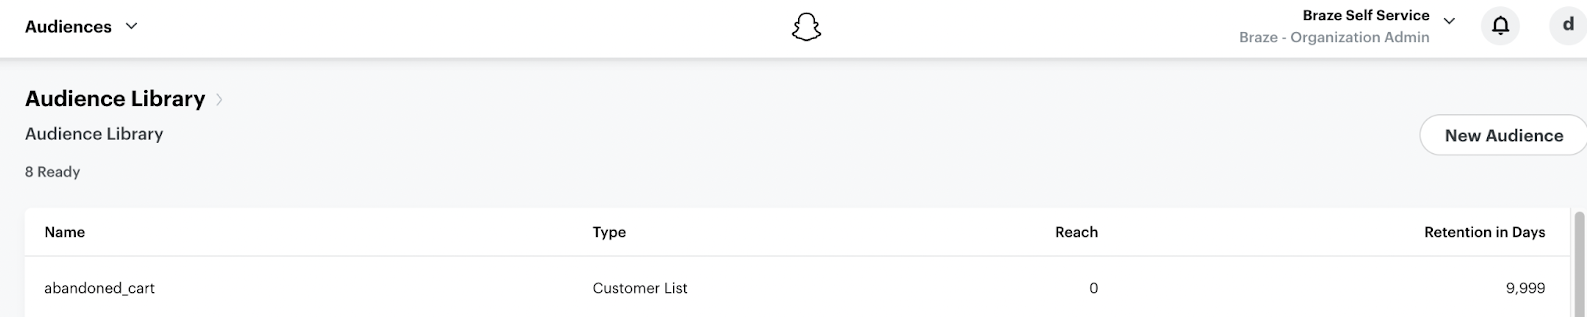 Audiences
Braze Self Service
Braze - Organization Admin
d
Audience Library
Audience Library
New Audience
8 Ready
Name Type Reach Retention in Days
abandoned_cart Customer List 0 9,999